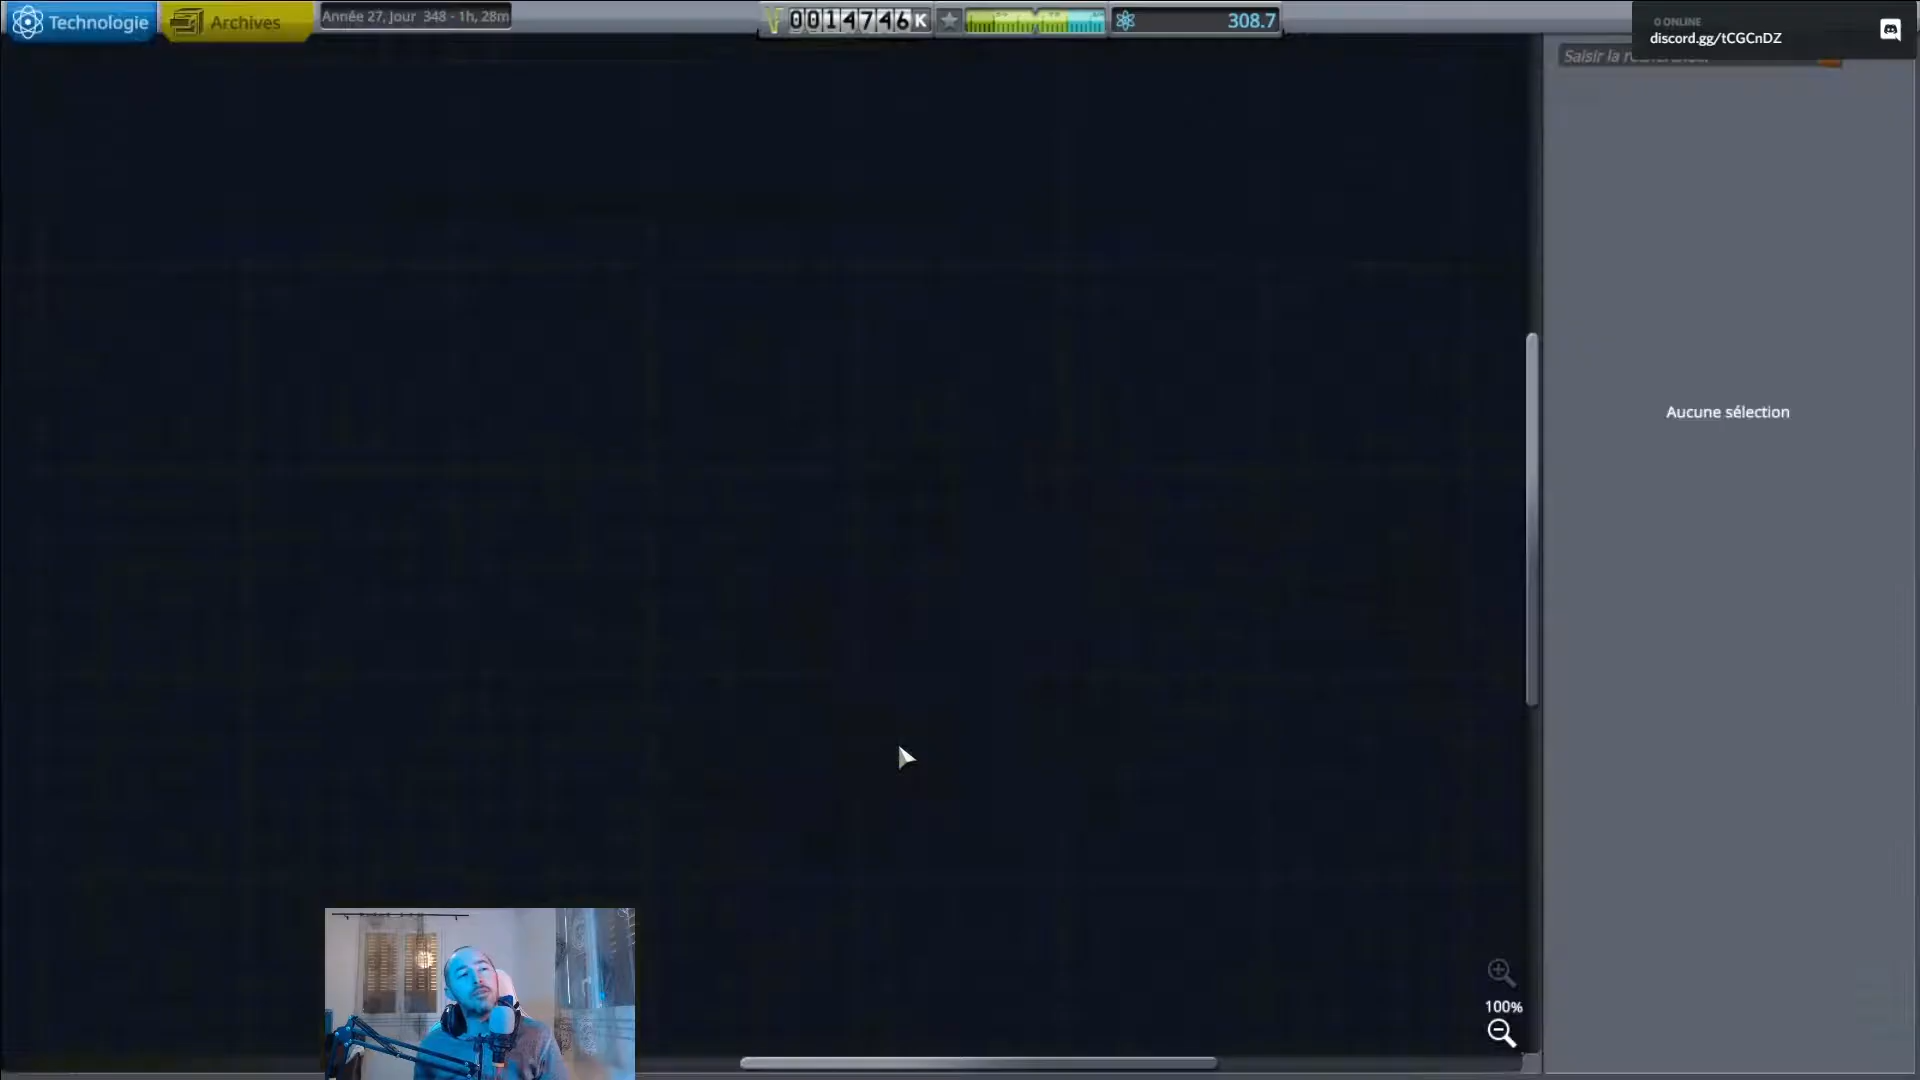 Technologie
Archives
Année 27, Jour 348 - 1h, 28m
0014746K
308.7
0 ONLINE
discord.gg/tCGCnDZ
Saisir la
Aucune sélection
100%